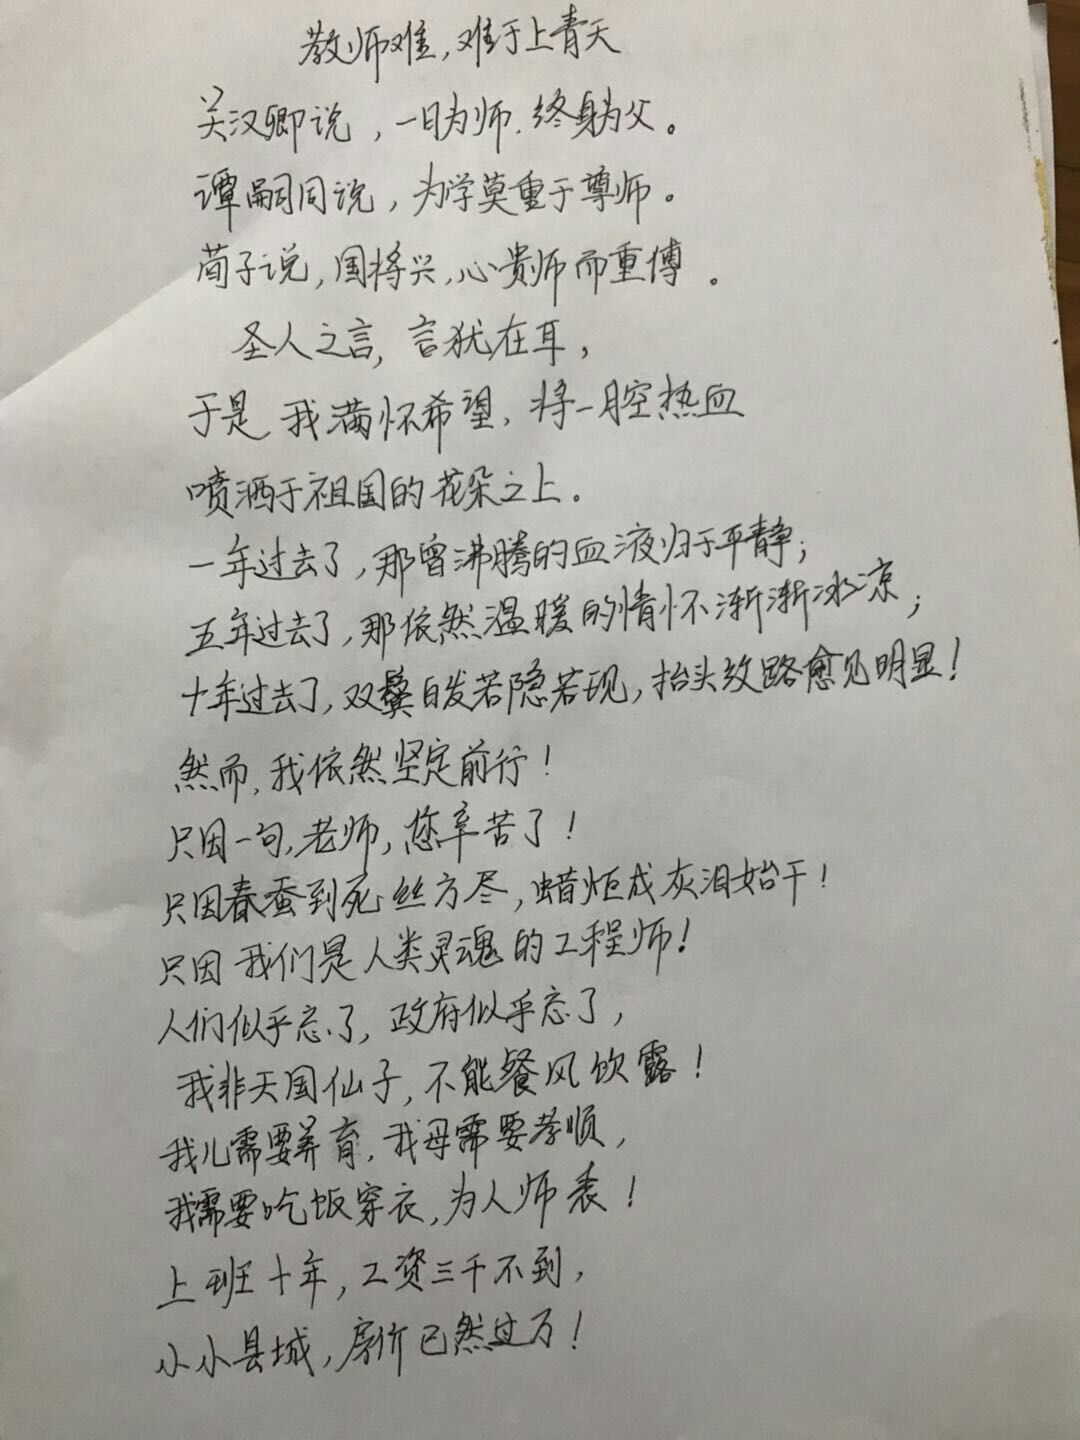 教师难,难于上青天
关汉卿说,一日为师.终身为父。
谭嗣同说,为学莫重于尊师。
荀子说,国将兴,心贵师而重傅。
圣人之言,言犹在耳,
于是我满怀希望,将一腔热血
喷洒于祖国的花朵之上。
一年过去了,那曾沸腾的血液归于平静;
五年过去了,那依然温暖的情怀渐渐冰凉;
十年过去了,双鬓白发若隐若现,抬头纹路愈见明显!
然而,我依然坚定前行!
只因一句,老师,您辛苦了!
只因春蚕到死丝方尽,蜡炬成灰泪始干!
只因我们是人类灵魂的工程师!
人们似乎忘了,政府似乎忘了,
我非天国仙子,不能餐风饮露!
我儿需要养育,我母需要孝顺,
我需要吃饭穿衣,为人师表!
上班十年,工资三千不到,
小小县城,房价已然过万!